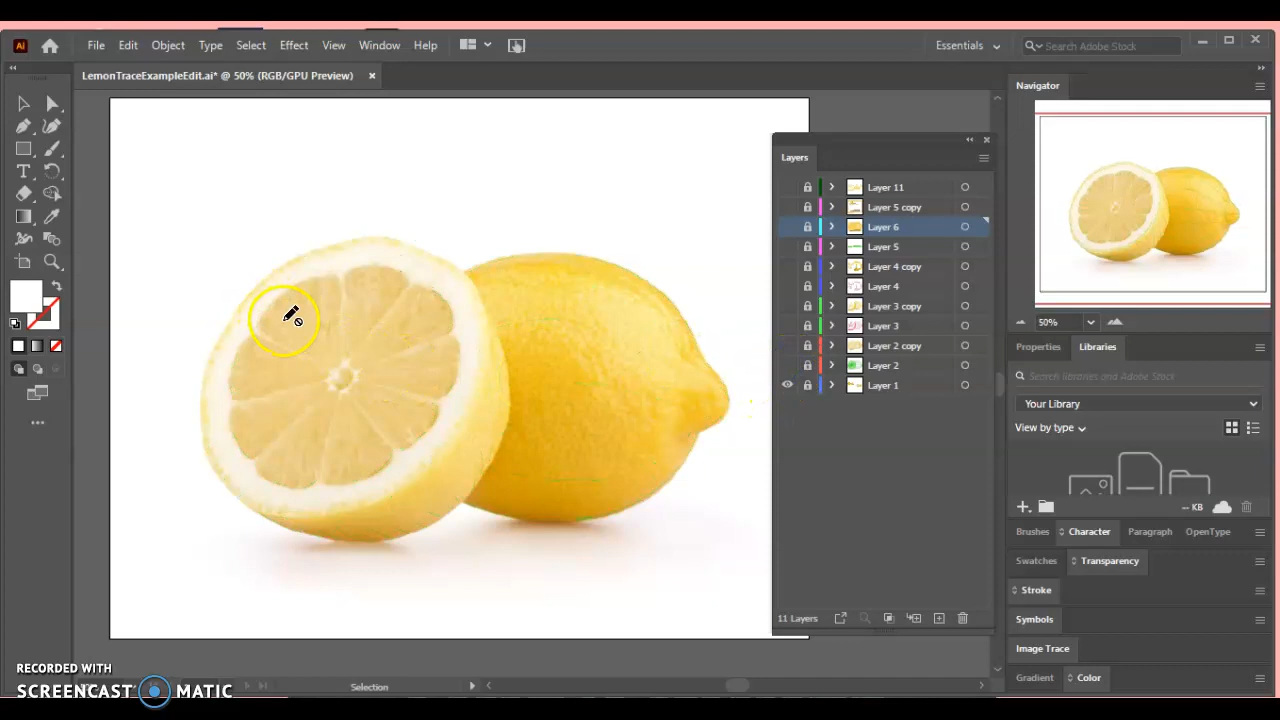 Ai File Edit Object Type Select Effect View Window Help Essentials Search Adobe Stock
LemonTraceExampleEdit.ai* @ 50% (RGB/GPU Preview)
Navigator
Layers
Layer 11
Layer 5 copy
Layer 6
Layer 5
Layer 4 copy
Layer 4
Layer 3 copy
Layer 3
Layer 2 copy
Layer 2
Layer 1
11 Layers
50%
Properties Libraries
Search libraries and Adobe Stock
Your Library
View by type
-- KB
Brushes Character Paragraph OpenType
Swatches Transparency
Stroke
Symbols
Image Trace
Gradient Color
Selection
RECORDED WITH
SCREENCAST MATIC